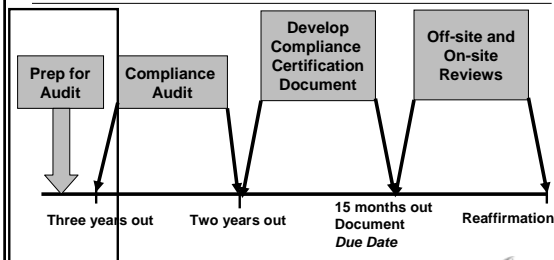 Prep for
Audit
Compliance
Audit
Develop
Compliance
Certification
Document
Off-site and
On-site
Reviews
Three years out
Two years out
15 months out
Document
Due Date
Reaffirmation